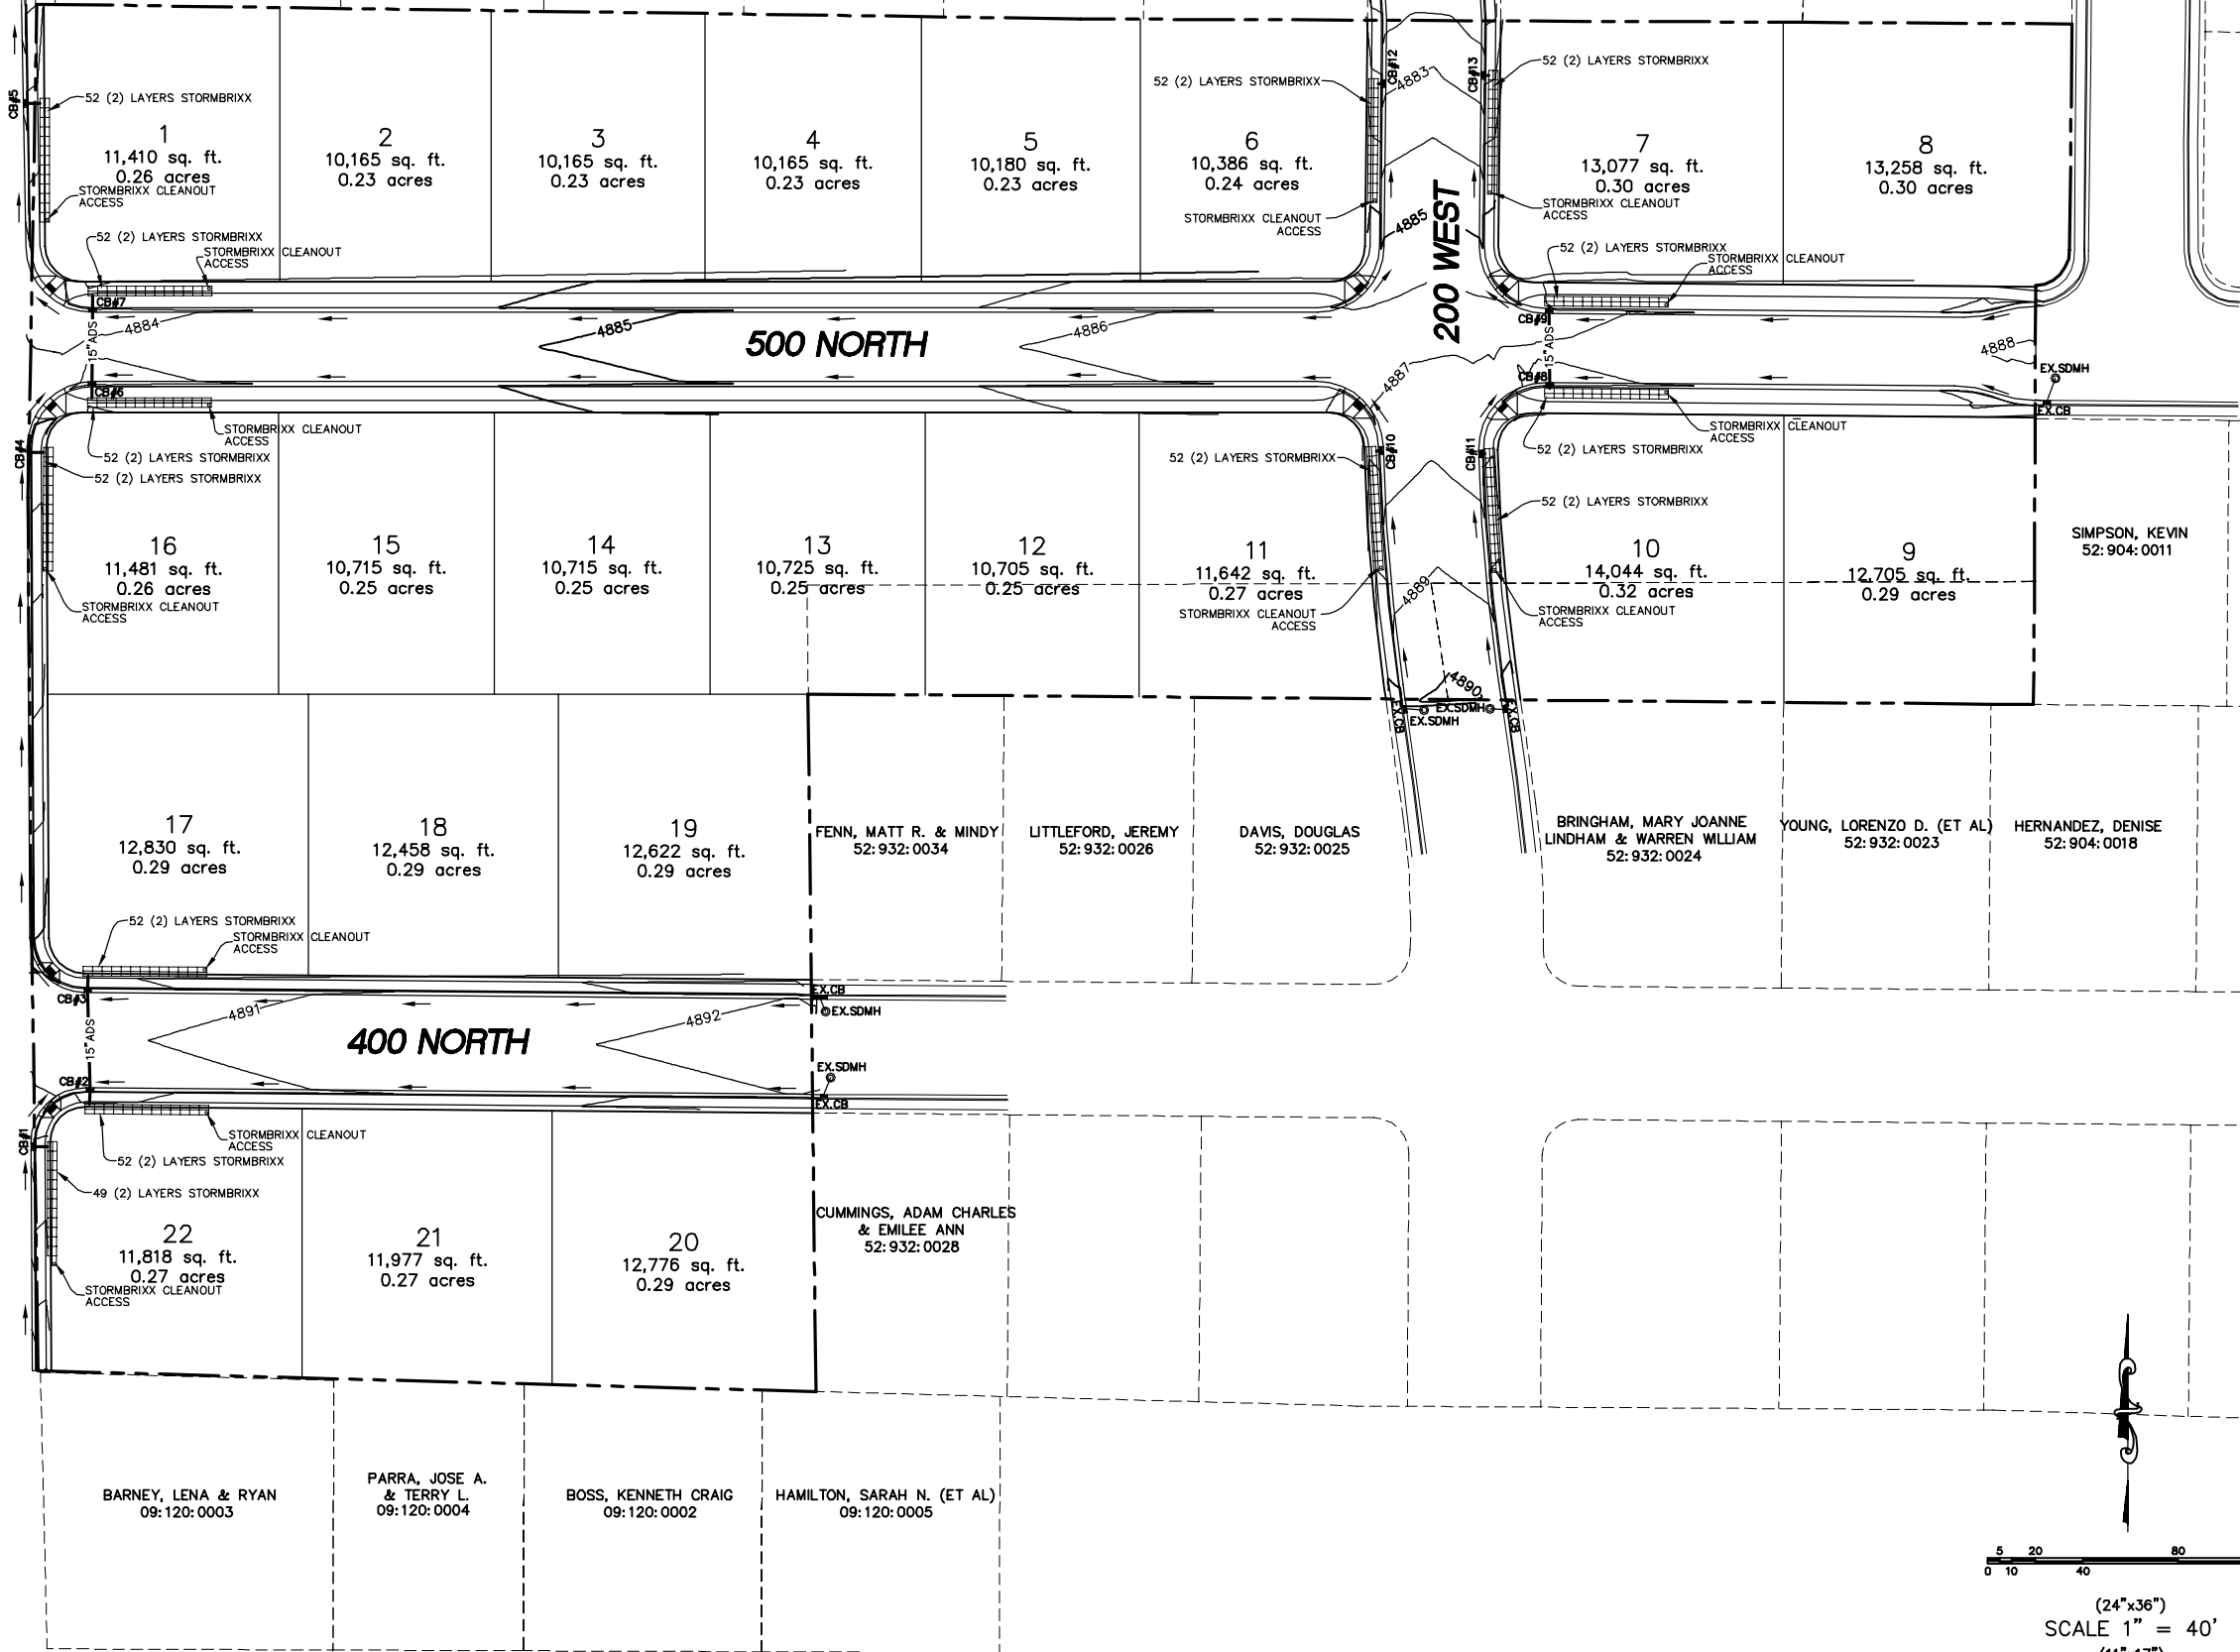 CB#5
52 (2) LAYERS STORMBRIXX
1
11,410 sq. ft.
0.26 acres
STORMBRIXX CLEANOUT
ACCESS
2
10,165 sq. ft.
0.23 acres
3
10,165 sq. ft.
0.23 acres
4
10,165 sq. ft.
0.23 acres
5
10,180 sq. ft.
0.23 acres
52 (2) LAYERS STORMBRIXX
6
10,386 sq. ft.
0.24 acres
STORMBRIXX CLEANOUT
ACCESS
CB#12
4883
4885
200 WEST
CB#13
52 (2) LAYERS STORMBRIXX
7
13,077 sq. ft.
0.30 acres
STORMBRIXX CLEANOUT
ACCESS
8
13,258 sq. ft.
0.30 acres
52 (2) LAYERS STORMBRIXX
STORMBRIXX CLEANOUT
ACCESS
CB#7
52 (2) LAYERS STORMBRIXX
STORMBRIXX CLEANOUT
ACCESS
CB#9
4884
15"ADS
4885
500 NORTH
4886
4887
15"ADS
4888
EX.SDMH
EX.CB
CB#6
STORMBRIXX CLEANOUT
ACCESS
52 (2) LAYERS STORMBRIXX
CB#8
STORMBRIXX CLEANOUT
ACCESS
52 (2) LAYERS STORMBRIXX
CB#4
52 (2) LAYERS STORMBRIXX
16
11,481 sq. ft.
0.26 acres
STORMBRIXX CLEANOUT
ACCESS
15
10,715 sq. ft.
0.25 acres
14
10,715 sq. ft.
0.25 acres
13
10,725 sq. ft.
0.25 acres
12
10,705 sq. ft.
0.25 acres
52 (2) LAYERS STORMBRIXX
11
11,642 sq. ft.
0.27 acres
STORMBRIXX CLEANOUT
ACCESS
CB#10
CB#11
4889
4890
52 (2) LAYERS STORMBRIXX
10
14,044 sq. ft.
0.32 acres
STORMBRIXX CLEANOUT
ACCESS
9
12,705 sq. ft.
0.29 acres
SIMPSON, KEVIN
52:904:0011
EX.CB
EX.SDMH
EX.SDMH
EX.CB
17
12,830 sq. ft.
0.29 acres
18
12,458 sq. ft.
0.29 acres
19
12,622 sq. ft.
0.29 acres
FENN, MATT R. & MINDY
52:932:0034
LITTLEFORD, JEREMY
52:932:0026
DAVIS, DOUGLAS
52:932:0025
BRINGHAM, MARY JOANNE
LINDHAM & WARREN WILLIAM
52:932:0024
YOUNG, LORENZO D. (ET AL)
52:932:0023
HERNANDEZ, DENISE
52:904:0018
52 (2) LAYERS STORMBRIXX
STORMBRIXX CLEANOUT
ACCESS
CB#3
EX.CB
EX.SDMH
4891
15"ADS
400 NORTH
4892
EX.SDMH
EX.CB
CB#2
STORMBRIXX CLEANOUT
ACCESS
52 (2) LAYERS STORMBRIXX
CB#1
49 (2) LAYERS STORMBRIXX
22
11,818 sq. ft.
0.27 acres
STORMBRIXX CLEANOUT
ACCESS
21
11,977 sq. ft.
0.27 acres
20
12,776 sq. ft.
0.29 acres
CUMMINGS, ADAM CHARLES
& EMILEE ANN
52:932:0028
BARNEY, LENA & RYAN
09:120:0003
PARRA, JOSE A.
& TERRY L.
09:120:0004
BOSS, KENNETH CRAIG
09:120:0002
HAMILTON, SARAH N. (ET AL)
09:120:0005
5 20 80
0 10 40
(24"x36")
SCALE 1" = 40'